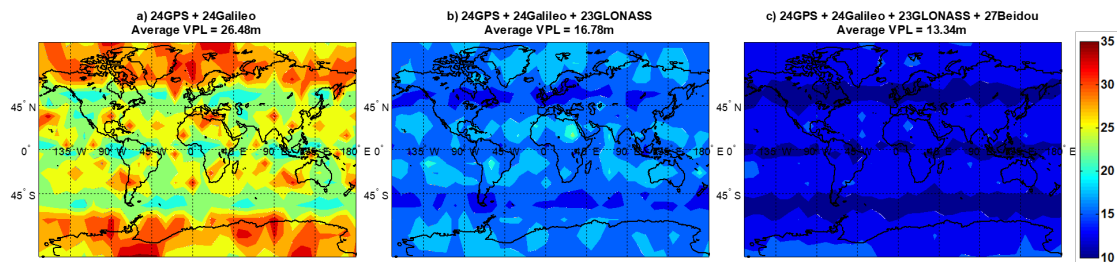 a) 24GPS + 24Galileo
Average VPL = 26.48m
b) 24GPS + 24Galileo + 23GLONASS
Average VPL = 16.78m
c) 24GPS + 24Galileo + 23GLONASS + 27Beidou
Average VPL = 13.34m
45° N
0°
45° S
135° W
90° W
45° W
0°
45° E
90° E
135° E
180° E
45° N
0°
45° S
135° W
90° W
45° W
0°
45° E
90° E
135° E
180° E
45° N
0°
45° S
135° W
90° W
45° W
0°
45° E
90° E
135° E
180° E
35
30
25
20
15
10